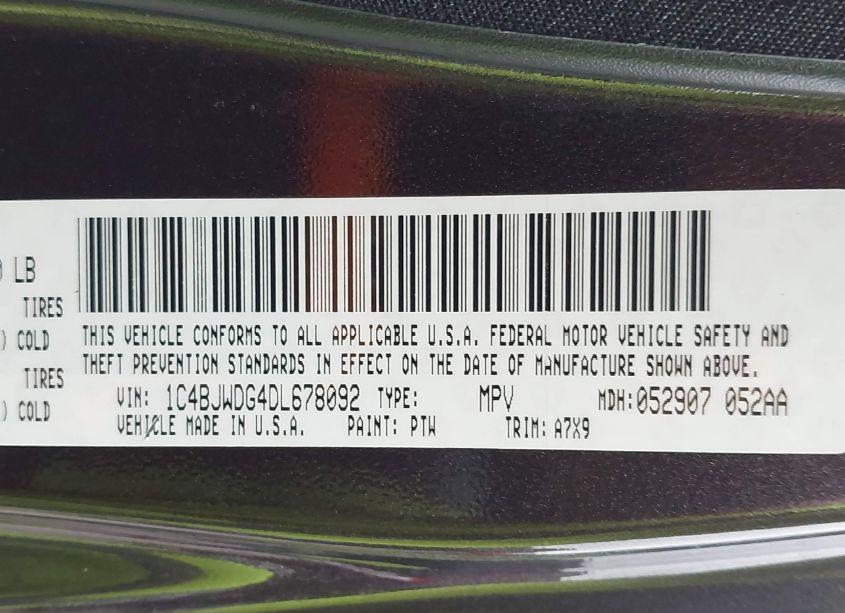 LB
TIRES
COLD
TIRES
COLD
THIS VEHICLE CONFORMS TO ALL APPLICABLE U.S.A. FEDERAL MOTOR VEHICLE SAFETY AND
THEFT PREVENTION STANDARDS IN EFFECT ON THE DATE OF MANUFACTURE SHOWN ABOVE.
VIN: 1C4BJWDG4DL678092 TYPE: MPV MDH:052907 052AA
VEHICLE MADE IN U.S.A. PAINT: PTW TRIM: A7X9